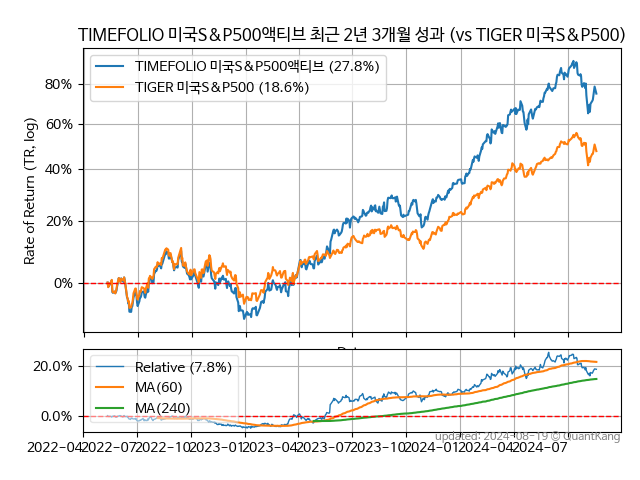 TIMEFOLIO 미국S&P500액티브 최근 2년 3개월 성과 (vs TIGER 미국S&P500)
TIMEFOLIO 미국S&P500액티브 (27.8%)
TIGER 미국S&P500 (18.6%)
Rate of Return (TR, log)
80%
60%
40%
20%
0%
Relative (7.8%)
MA(60)
MA(240)
20.0%
0.0%
2022-04 2022-07 2022-10 2023-01 2023-04 2023-07 2023-10 2024-01 2024-04 2024-07
updated: 2024-08-19 © QuantKang